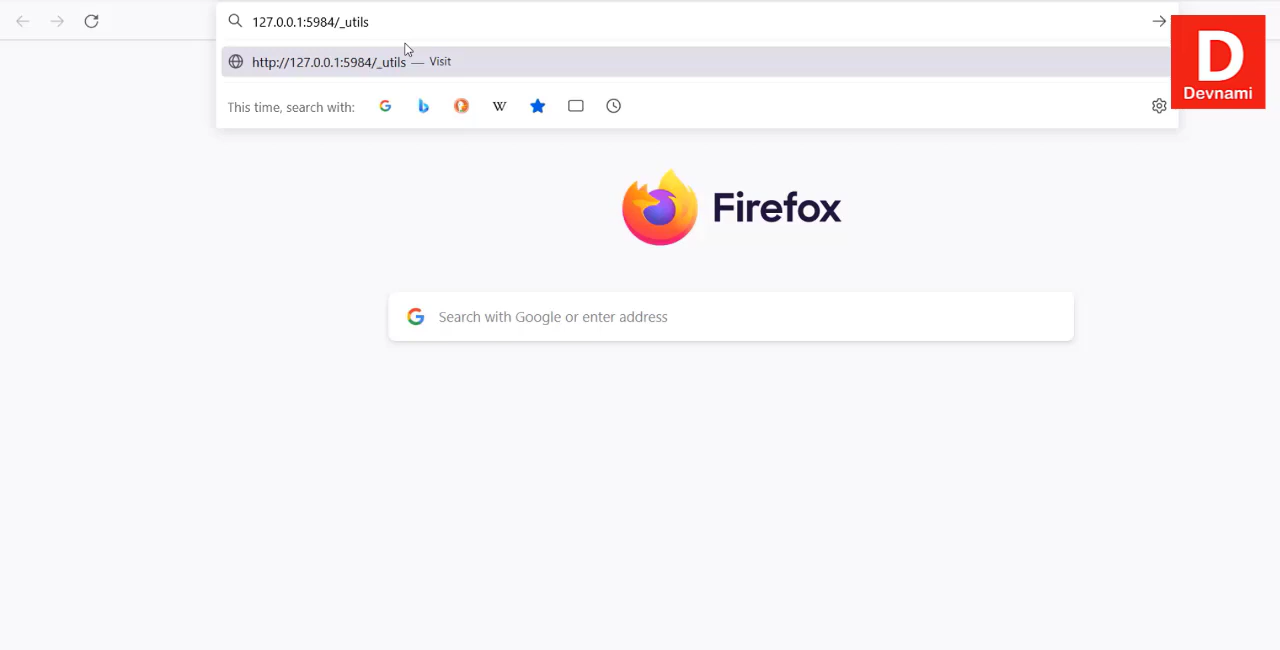 127.0.0.1:5984/_utils
http://127.0.0.1:5984/_utils — Visit
This time, search with:
W
D
Devnami
Firefox
Search with Google or enter address